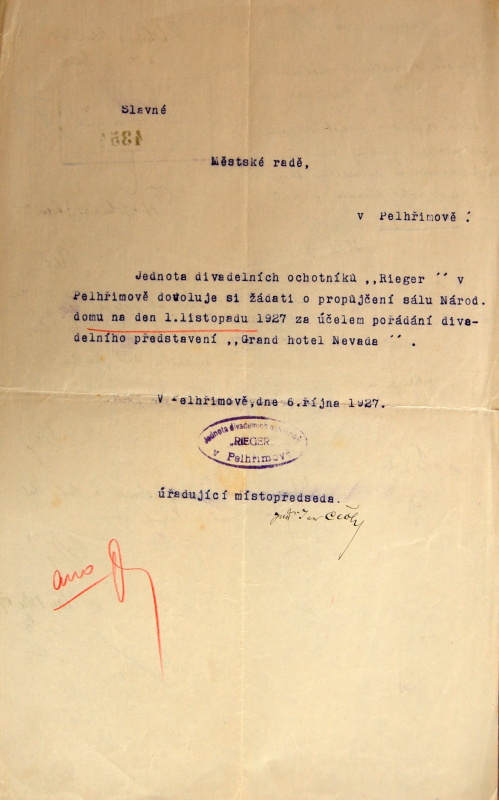 Slavné
Městské radě,
v Pelhřimově .
Jednota divadelních ochotníků ,,Rieger ´´ v
Pelhřimově dovoluje si žádati o propůjčení sálu Národ.
domu na den 1.listopadu 1927 za účelem pořádání diva-
delního představení ,,Grand hotel Nevada ´´ .
V Pelhřimově,dne 6.října 1927.
Jednota divadelních
„RIEGER"
v Pelhřimově
úřadující místopředseda.
ano